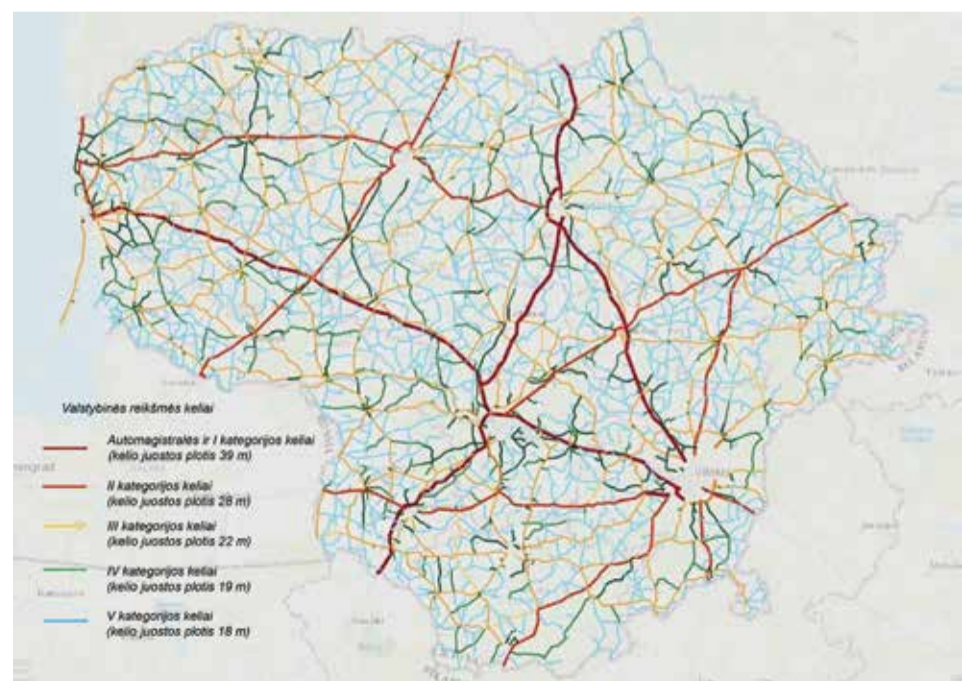 Valstybinės reikšmės keliai
Automagistralės ir I kategorijos keliai
(kelio juostos plotis 39 m)
II kategorijos keliai
(kelio juostos plotis 28 m)
III kategorijos keliai
(kelio juostos plotis 22 m)
IV kategorijos keliai
(kelio juostos plotis 19 m)
V kategorijos keliai
(kelio juostos plotis 18 m)